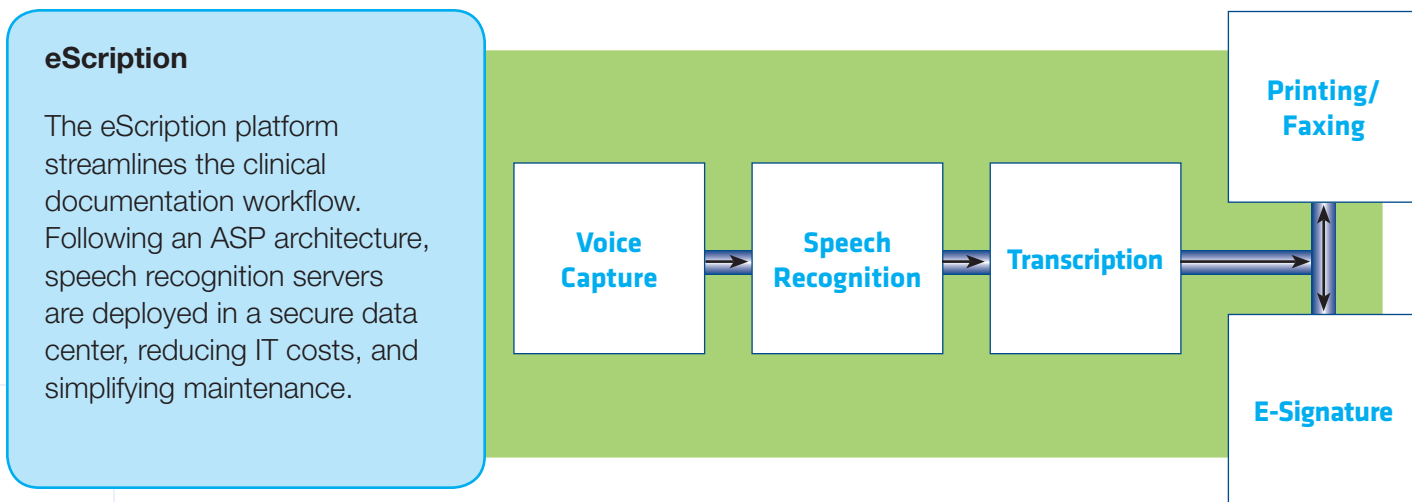 eScription
The eScription platform
streamlines the clinical
documentation workflow.
Following an ASP architecture,
speech recognition servers
are deployed in a secure data
center, reducing IT costs, and
simplifying maintenance.
Voice
Capture
Speech
Recognition
Transcription
Printing/
Faxing
E-Signature